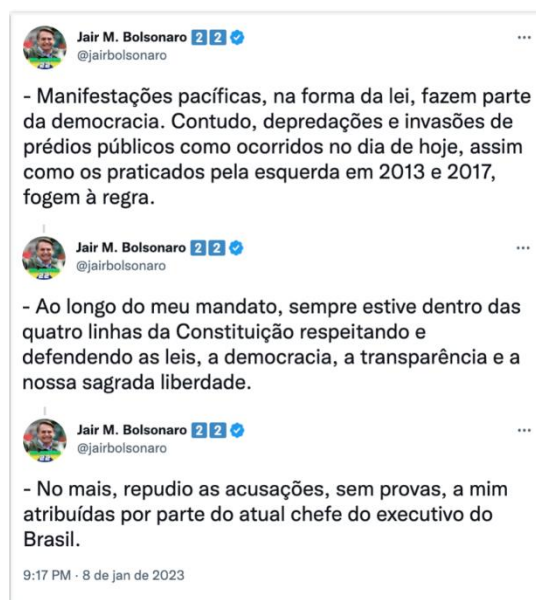 Jair M. Bolsonaro 2️⃣2️⃣
@jairbolsonaro
- Manifestações pacíficas, na forma da lei, fazem parte
da democracia. Contudo, depredações e invasões de
prédios públicos como ocorridos no dia de hoje, assim
como os praticados pela esquerda em 2013 e 2017,
fogem à regra.
Jair M. Bolsonaro 2️⃣2️⃣
@jairbolsonaro
- Ao longo do meu mandato, sempre estive dentro das
quatro linhas da Constituição respeitando e
defendendo as leis, a democracia, a transparência e a
nossa sagrada liberdade.
Jair M. Bolsonaro 2️⃣2️⃣
@jairbolsonaro
- No mais, repudio as acusações, sem provas, a mim
atribuídas por parte do atual chefe do executivo do
Brasil.
9:17 PM · 8 de jan de 2023